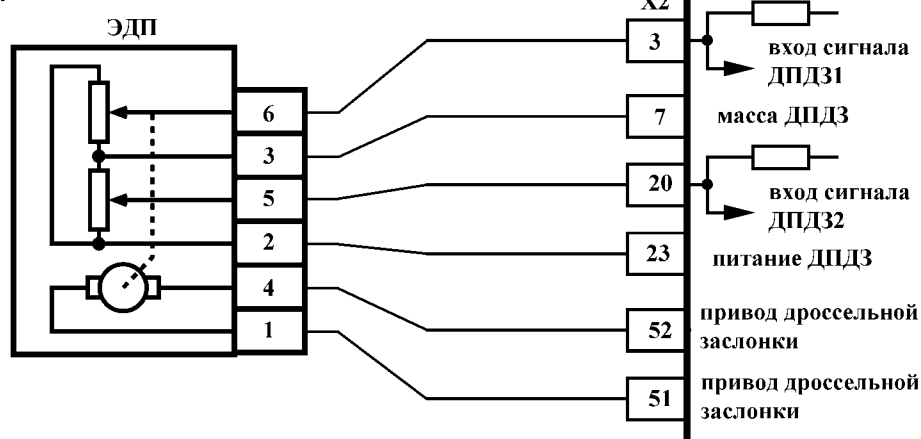 X2
ЭДП
6
3
5
2
4
1
3
вход сигнала
ДПДЗ1
7
масса ДПДЗ
20
вход сигнала
ДПДЗ2
23
питание ДПДЗ
52
привод дроссельной
заслонки
51
привод дроссельной
заслонки